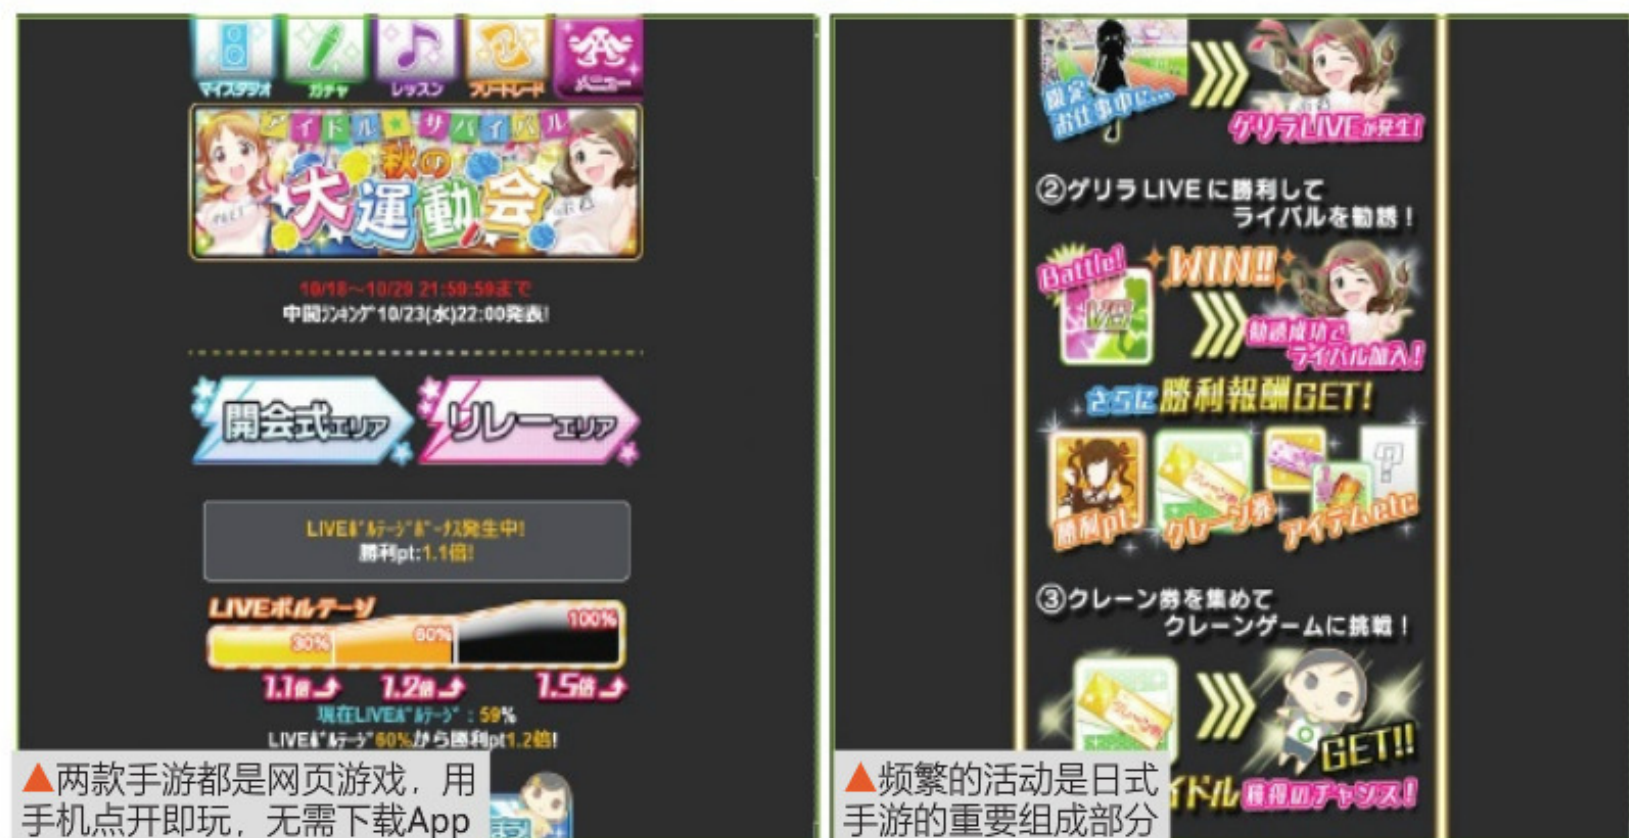 マイスタジオ ガチャ レッスン フリートレード メニュー
アイドル★サバイバル
秋の
大運動会
10/18～10/29 21:59:59まで
中間ﾗﾝｷﾝｸﾞ10/23(水)22:00発表!
開会式エリア リレーエリア
LIVEﾎﾞﾙﾃｰｼﾞﾎﾞｰﾅｽ発生中!
勝利pt:1.1倍!
LIVEボルテージ
30% 60% 100%
1.1倍 1.2倍 1.5倍
現在LIVEﾎﾞﾙﾃｰｼﾞ：59%
LIVEﾎﾞﾙﾃｰｼﾞ60%から勝利pt1.2倍!
▲两款手游都是网页游戏，用
手机点开即玩，无需下载App
限定
お仕事中に…
ゲリラLIVEが発生!
②ゲリラLIVEに勝利して
ライバルを勧誘！
Battle!
VS
WIN!!
勧誘成功で
ライバル加入!
さらに勝利報酬GET!
?
勝利pt クレーン券 アイテムetc
③クレーン券を集めて
クレーンゲームに挑戦！
クレーン券
GET!!
イドル獲得のチャンス!
▲频繁的活动是日式
手游的重要组成部分